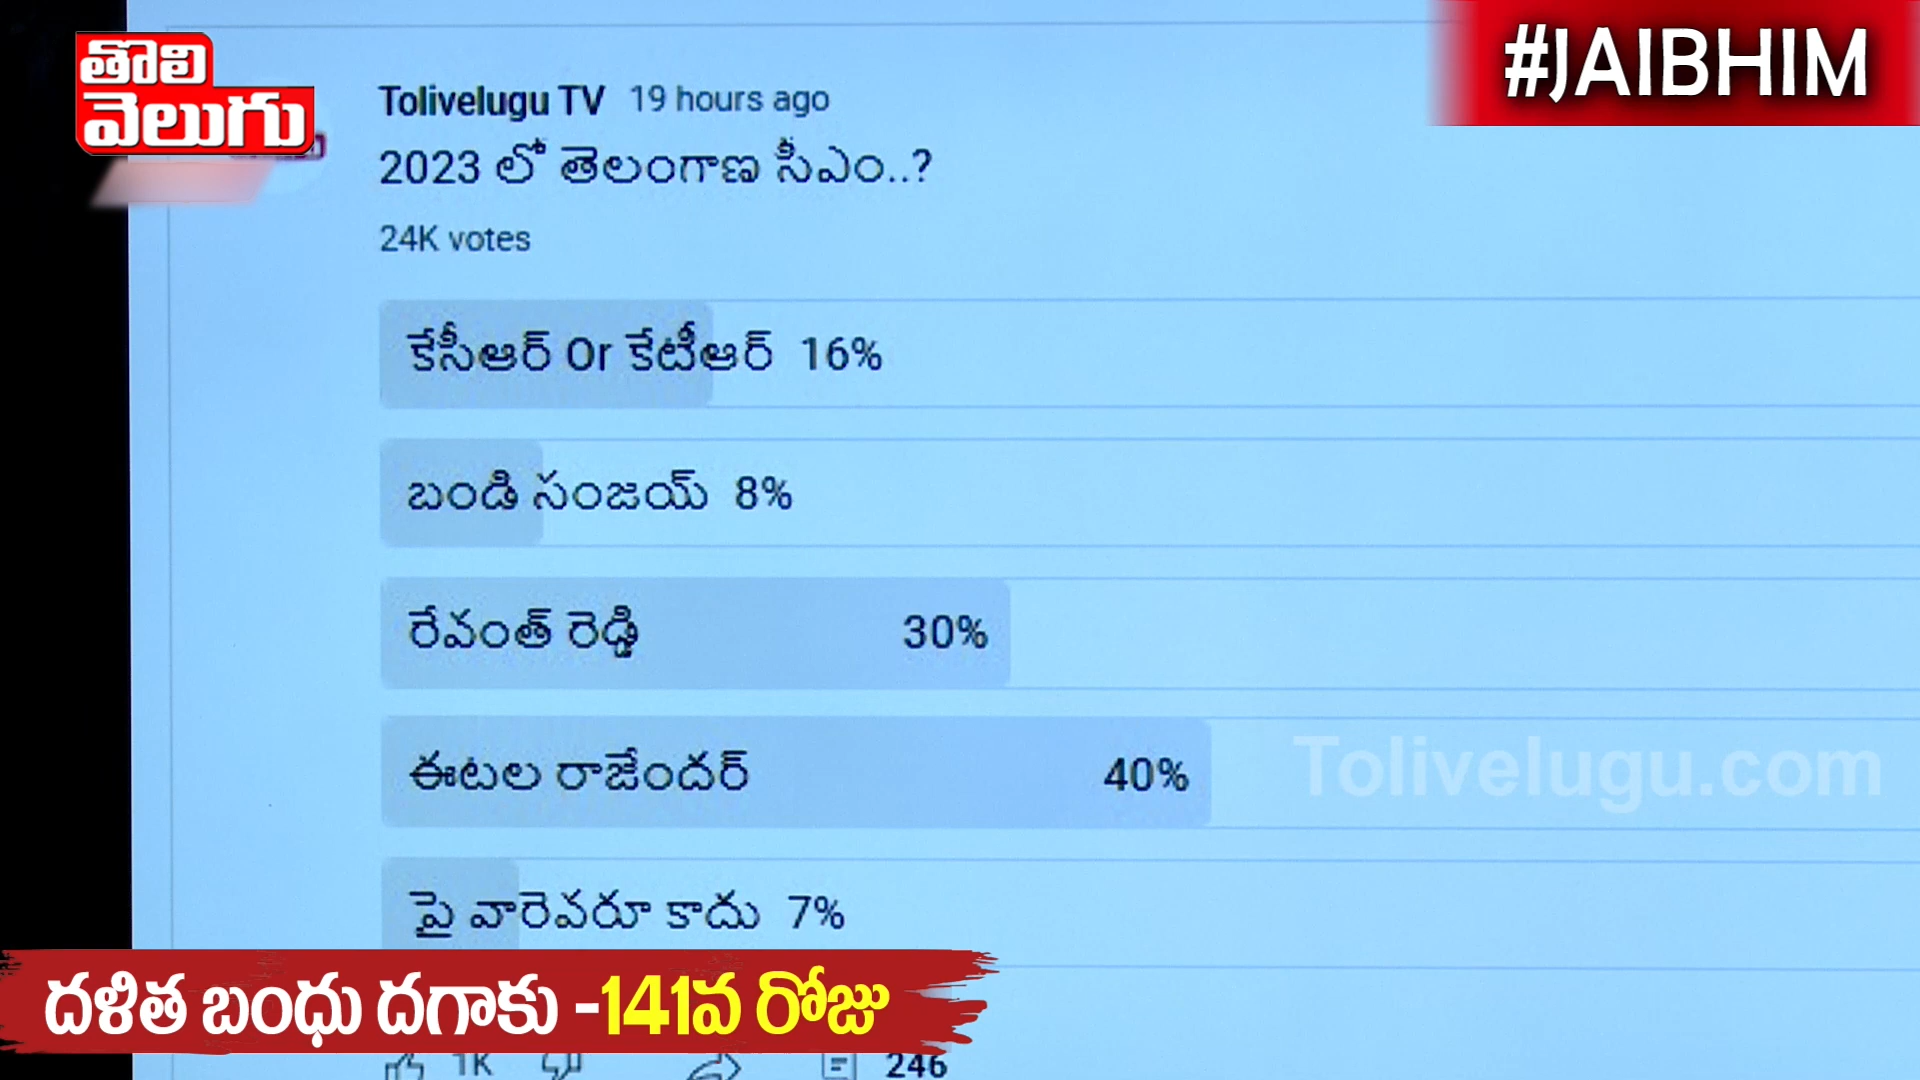 తొలి
వెలుగు
#JAIBHIM
Tolivelugu TV 19 hours ago
2023 లో తెలంగాణ సీఎం..?
24K votes
కేసీఆర్ Or కేటీఆర్ 16%
బండి సంజయ్ 8%
రేవంత్ రెడ్డి 30%
ఈటల రాజేందర్ 40%
Tolivelugu.com
పై వారెవరూ కాదు 7%
దళిత బంధు దగాకు -141వ రోజు
1K 246